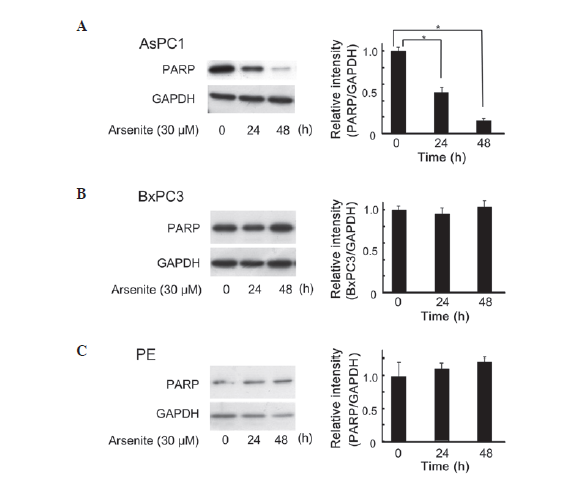 A
AsPC1
PARP
GAPDH
Arsenite (30 µM) 0 24 48 (h)
Relative intensity
(PARP/GAPDH)
1.0
0.5
0
* 
*
0 24 48
Time (h)
B
BxPC3
PARP
GAPDH
Arsenite (30 µM) 0 24 48 (h)
Relative intensity
(BxPC3/GAPDH)
1.0
0.5
0
0 24 48
Time (h)
C
PE
PARP
GAPDH
Arsenite (30 µM) 0 24 48 (h)
Relative intensity
(PARP/GAPDH)
1.0
0.5
0
0 24 48
Time (h)